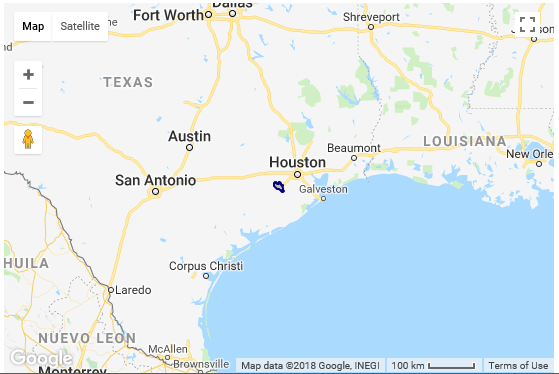 Dallas
Fort Worth
Shreveport
Map
Satellite
son
TEXAS
Austin
Beaumont
LOUISIANA
Houston
New Orle
San Antonio
Galveston
HUILA
Corpus Christi
Laredo
NUEVO LEON
McAllen
Google
Brownsville
Monterrey
Map data ©2018 Google, INEGI
100 km
Terms of Use